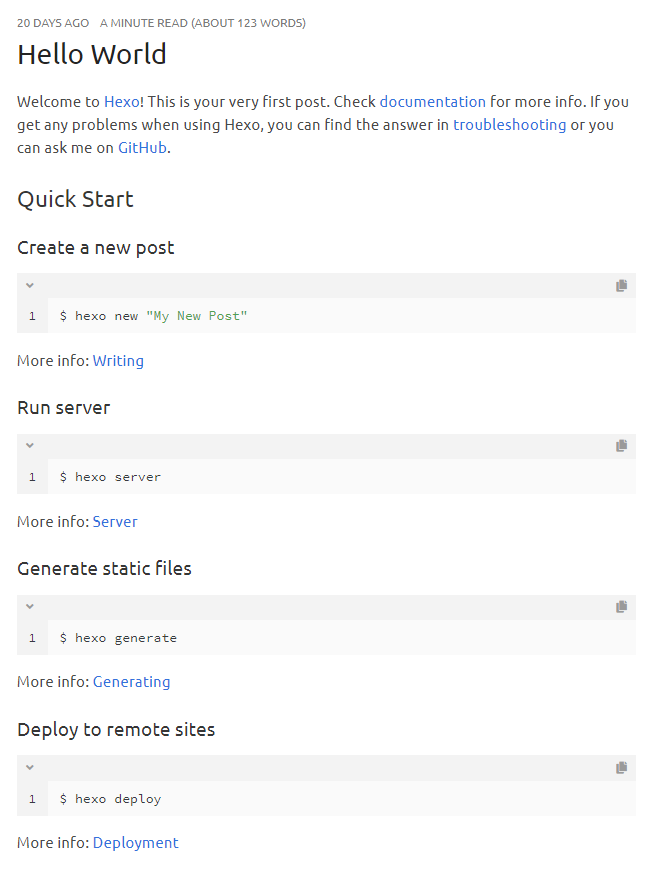 20 DAYS AGO A MINUTE READ (ABOUT 123 WORDS)
Hello World
Welcome to Hexo! This is your very first post. Check documentation for more info. If you
get any problems when using Hexo, you can find the answer in troubleshooting or you
can ask me on GitHub.
Quick Start
Create a new post
1 $ hexo new "My New Post"
More info: Writing
Run server
1 $ hexo server
More info: Server
Generate static files
1 $ hexo generate
More info: Generating
Deploy to remote sites
1 $ hexo deploy
More info: Deployment